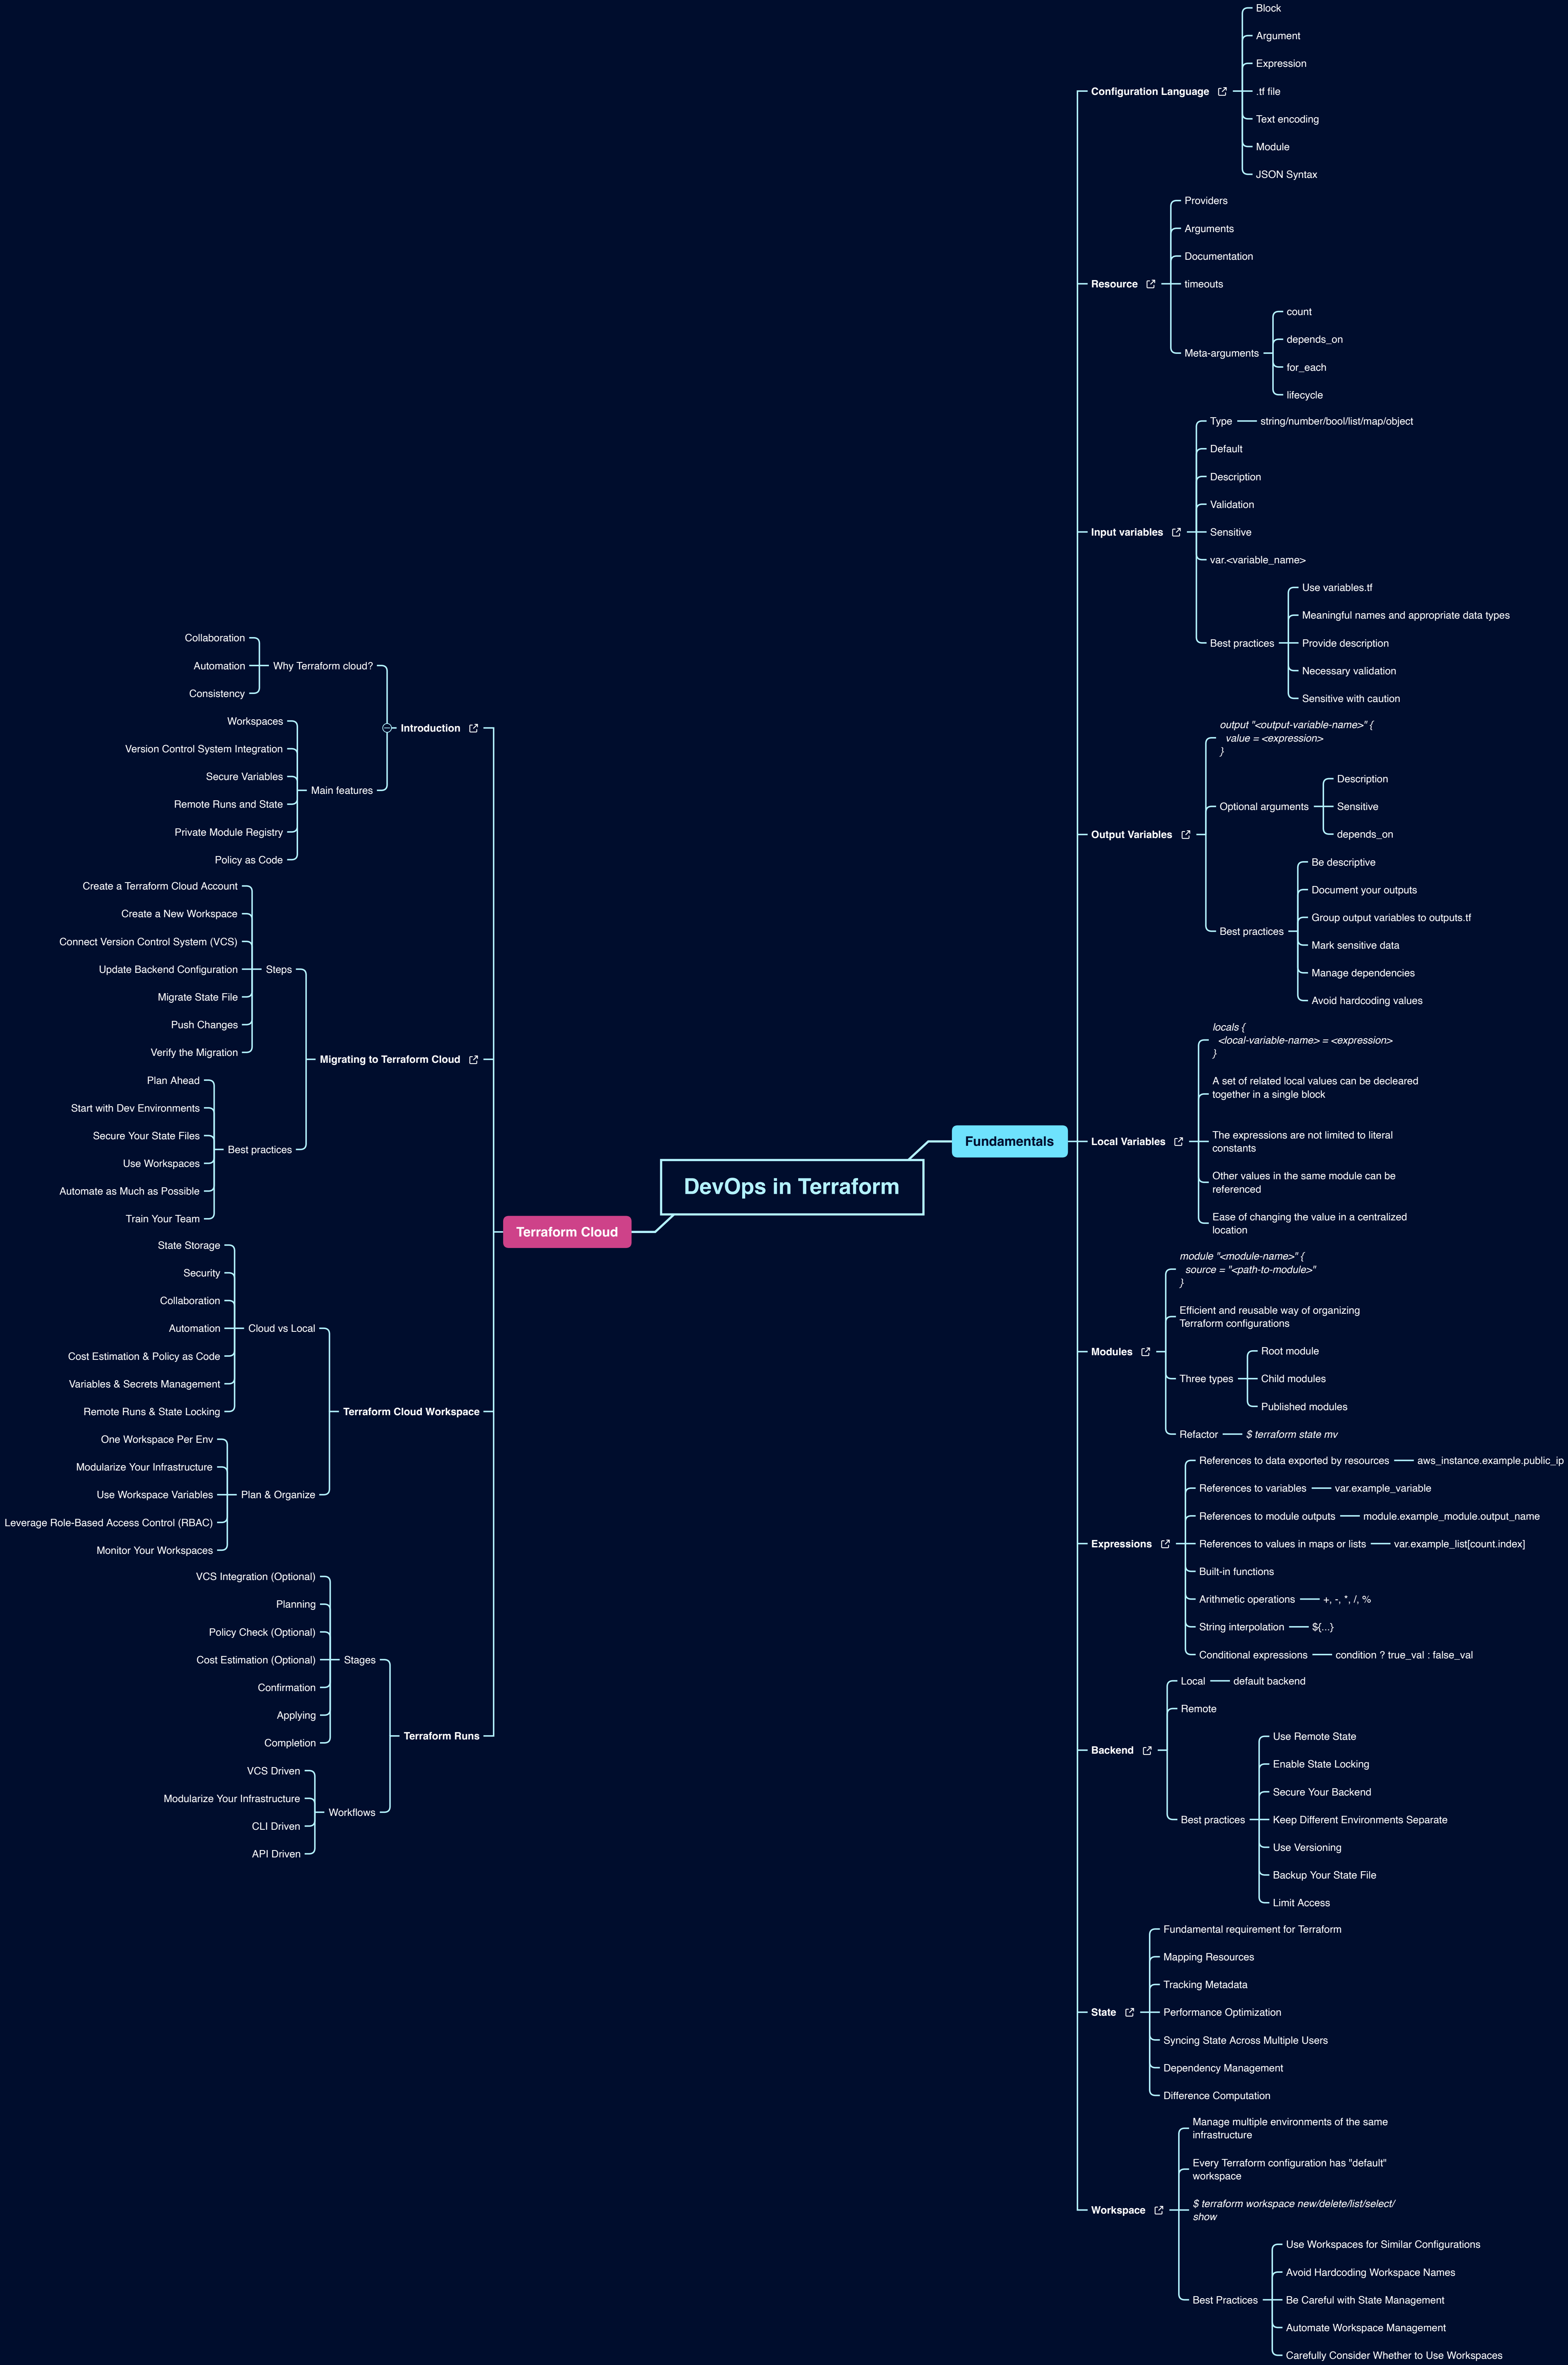 DevOps in Terraform
Fundamentals
Configuration Language
Block
Argument
Expression
.tf file
Text encoding
Module
JSON Syntax
Resource
Providers
Arguments
Documentation
timeouts
Meta-arguments
count
depends_on
for_each
lifecycle
Input variables
Type
string/number/bool/list/map/object
Default
Description
Validation
Sensitive
var.<variable_name>
Best practices
Use variables.tf
Meaningful names and appropriate data types
Provide description
Necessary validation
Sensitive with caution
Output Variables
output "<output-variable-name>" {
value = <expression>
}
Optional arguments
Description
Sensitive
depends_on
Best practices
Be descriptive
Document your outputs
Group output variables to outputs.tf
Mark sensitive data
Manage dependencies
Avoid hardcoding values
Local Variables
locals {
<local-variable-name> = <expression>
}
A set of related local values can be decleared
together in a single block
The expressions are not limited to literal
constants
Other values in the same module can be
referenced
Ease of changing the value in a centralized
location
Modules
module "<module-name>" {
source = "<path-to-module>"
}
Efficient and reusable way of organizing
Terraform configurations
Three types
Root module
Child modules
Published modules
Refactor
$ terraform state mv
Expressions
References to data exported by resources
aws_instance.example.public_ip
References to variables
var.example_variable
References to module outputs
module.example_module.output_name
References to values in maps or lists
var.example_list[count.index]
Built-in functions
Arithmetic operations
+, -, *, /, %
String interpolation
${...}
Conditional expressions
condition ? true_val : false_val
Backend
Local
default backend
Remote
Best practices
Use Remote State
Enable State Locking
Secure Your Backend
Keep Different Environments Separate
Use Versioning
Backup Your State File
Limit Access
State
Fundamental requirement for Terraform
Mapping Resources
Tracking Metadata
Performance Optimization
Syncing State Across Multiple Users
Dependency Management
Difference Computation
Workspace
Manage multiple environments of the same
infrastructure
Every Terraform configuration has "default"
workspace
$ terraform workspace new/delete/list/select/
show
Best Practices
Use Workspaces for Similar Configurations
Avoid Hardcoding Workspace Names
Be Careful with State Management
Automate Workspace Management
Carefully Consider Whether to Use Workspaces
Terraform Cloud
Introduction
Why Terraform cloud?
Collaboration
Automation
Consistency
Main features
Workspaces
Version Control System Integration
Secure Variables
Remote Runs and State
Private Module Registry
Policy as Code
Migrating to Terraform Cloud
Steps
Create a Terraform Cloud Account
Create a New Workspace
Connect Version Control System (VCS)
Update Backend Configuration
Migrate State File
Push Changes
Verify the Migration
Best practices
Plan Ahead
Start with Dev Environments
Secure Your State Files
Use Workspaces
Automate as Much as Possible
Train Your Team
Terraform Cloud Workspace
Cloud vs Local
State Storage
Security
Collaboration
Automation
Cost Estimation & Policy as Code
Variables & Secrets Management
Remote Runs & State Locking
Plan & Organize
One Workspace Per Env
Modularize Your Infrastructure
Use Workspace Variables
Leverage Role-Based Access Control (RBAC)
Monitor Your Workspaces
Terraform Runs
Stages
VCS Integration (Optional)
Planning
Policy Check (Optional)
Cost Estimation (Optional)
Confirmation
Applying
Completion
Workflows
VCS Driven
Modularize Your Infrastructure
CLI Driven
API Driven